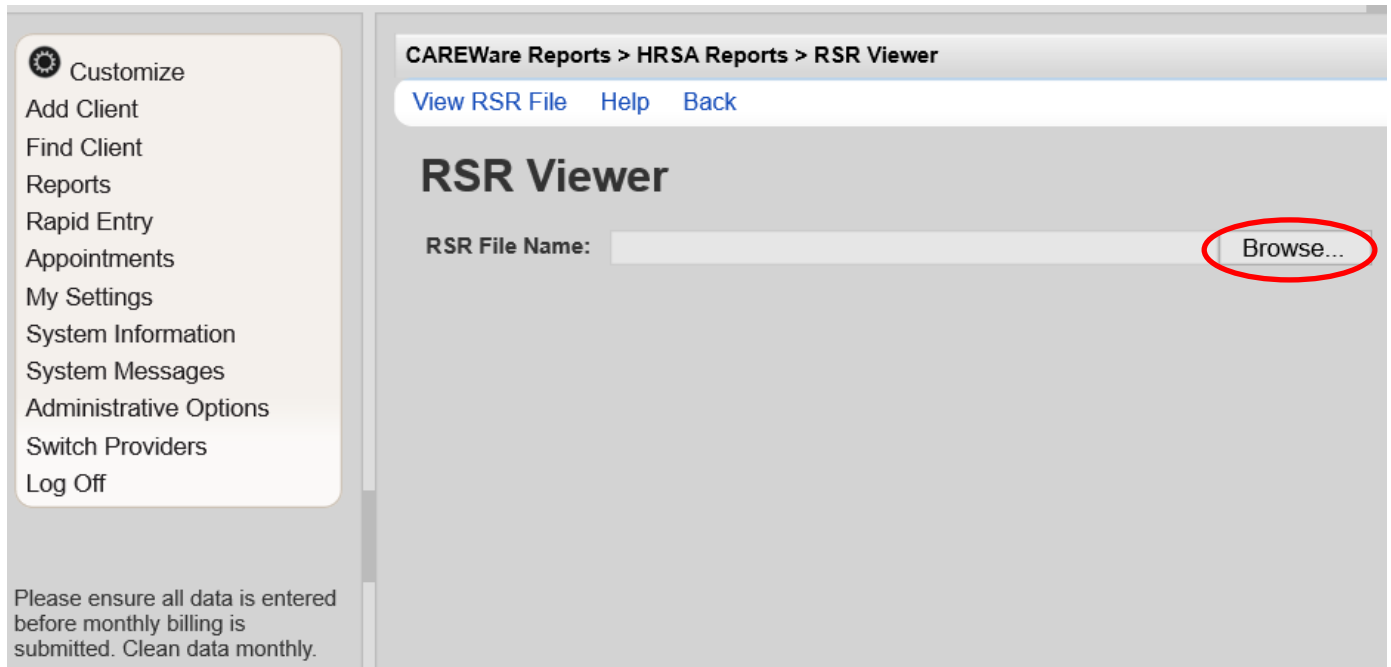 Customize
Add Client
Find Client
Reports
Rapid Entry
Appointments
My Settings
System Information
System Messages
Administrative Options
Switch Providers
Log Off
Please ensure all data is entered
before monthly billing is
submitted. Clean data monthly.
CAREWare Reports > HRSA Reports > RSR Viewer
View RSR File Help Back
RSR Viewer
RSR File Name: Browse...